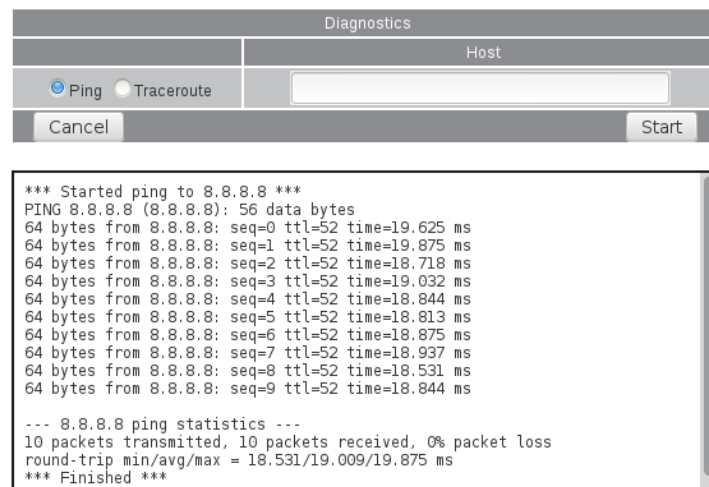 Diagnostics
Host
Ping Traceroute
Cancel Start
*** Started ping to 8.8.8.8 ***
PING 8.8.8.8 (8.8.8.8): 56 data bytes
64 bytes from 8.8.8.8: seq=0 ttl=52 time=19.625 ms
64 bytes from 8.8.8.8: seq=1 ttl=52 time=19.875 ms
64 bytes from 8.8.8.8: seq=2 ttl=52 time=18.718 ms
64 bytes from 8.8.8.8: seq=3 ttl=52 time=19.032 ms
64 bytes from 8.8.8.8: seq=4 ttl=52 time=18.844 ms
64 bytes from 8.8.8.8: seq=5 ttl=52 time=18.813 ms
64 bytes from 8.8.8.8: seq=6 ttl=52 time=18.875 ms
64 bytes from 8.8.8.8: seq=7 ttl=52 time=18.937 ms
64 bytes from 8.8.8.8: seq=8 ttl=52 time=18.531 ms
64 bytes from 8.8.8.8: seq=9 ttl=52 time=18.844 ms
--- 8.8.8.8 ping statistics ---
10 packets transmitted, 10 packets received, 0% packet loss
round-trip min/avg/max = 18.531/19.009/19.875 ms
*** Finished ***